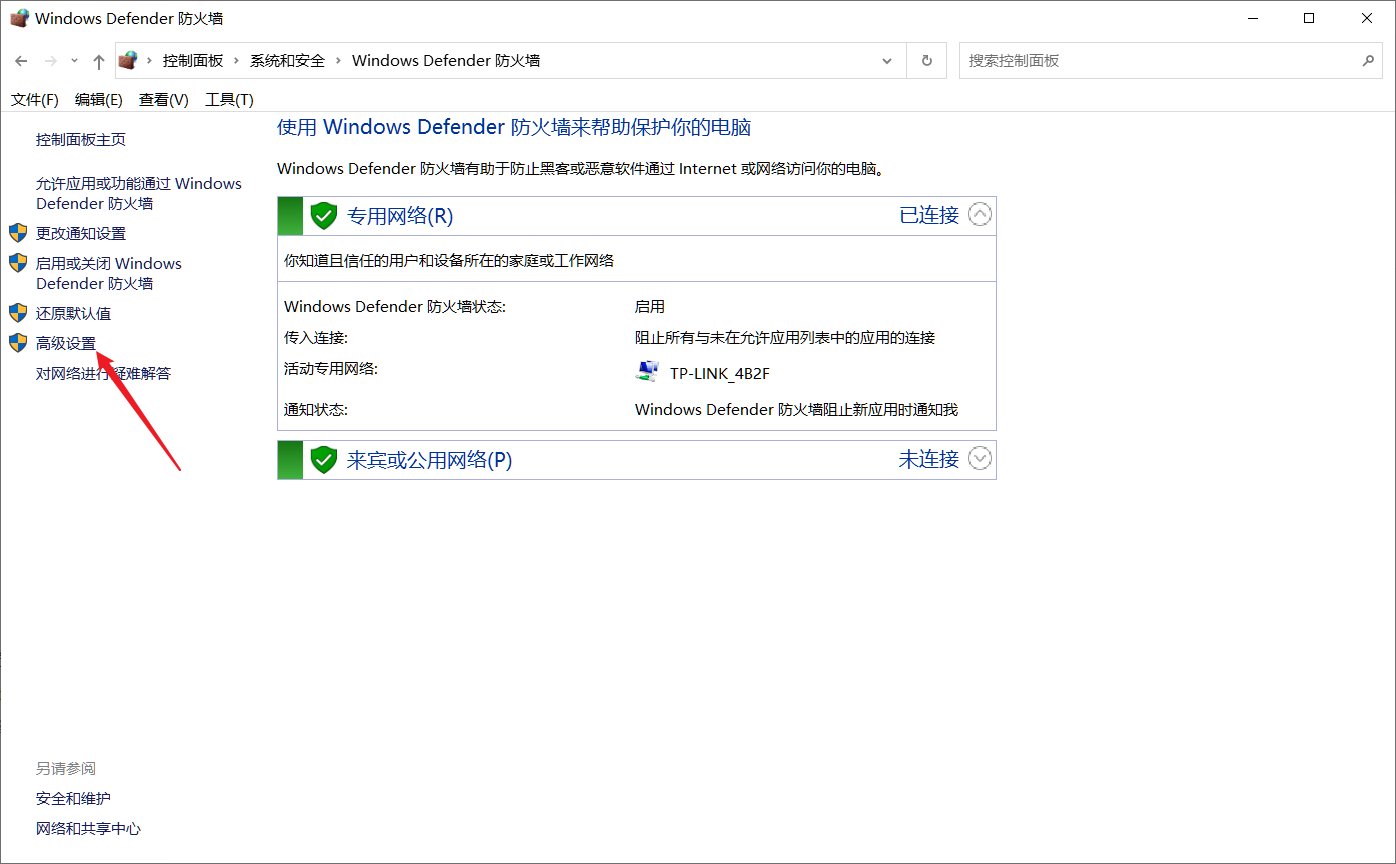 Windows Defender 防火墙
控制面板 › 系统和安全 › Windows Defender 防火墙
搜索控制面板
文件(F) 编辑(E) 查看(V) 工具(T)
控制面板主页
允许应用或功能通过 Windows
Defender 防火墙
更改通知设置
启用或关闭 Windows
Defender 防火墙
还原默认值
高级设置
对网络进行疑难解答
使用 Windows Defender 防火墙来帮助保护你的电脑
Windows Defender 防火墙有助于防止黑客或恶意软件通过 Internet 或网络访问你的电脑。
专用网络(R) 已连接
你知道且信任的用户和设备所在的家庭或工作网络
Windows Defender 防火墙状态: 启用
传入连接: 阻止所有与未在允许应用列表中的应用的连接
活动专用网络: TP-LINK_4B2F
通知状态: Windows Defender 防火墙阻止新应用时通知我
来宾或公用网络(P) 未连接
另请参阅
安全和维护
网络和共享中心